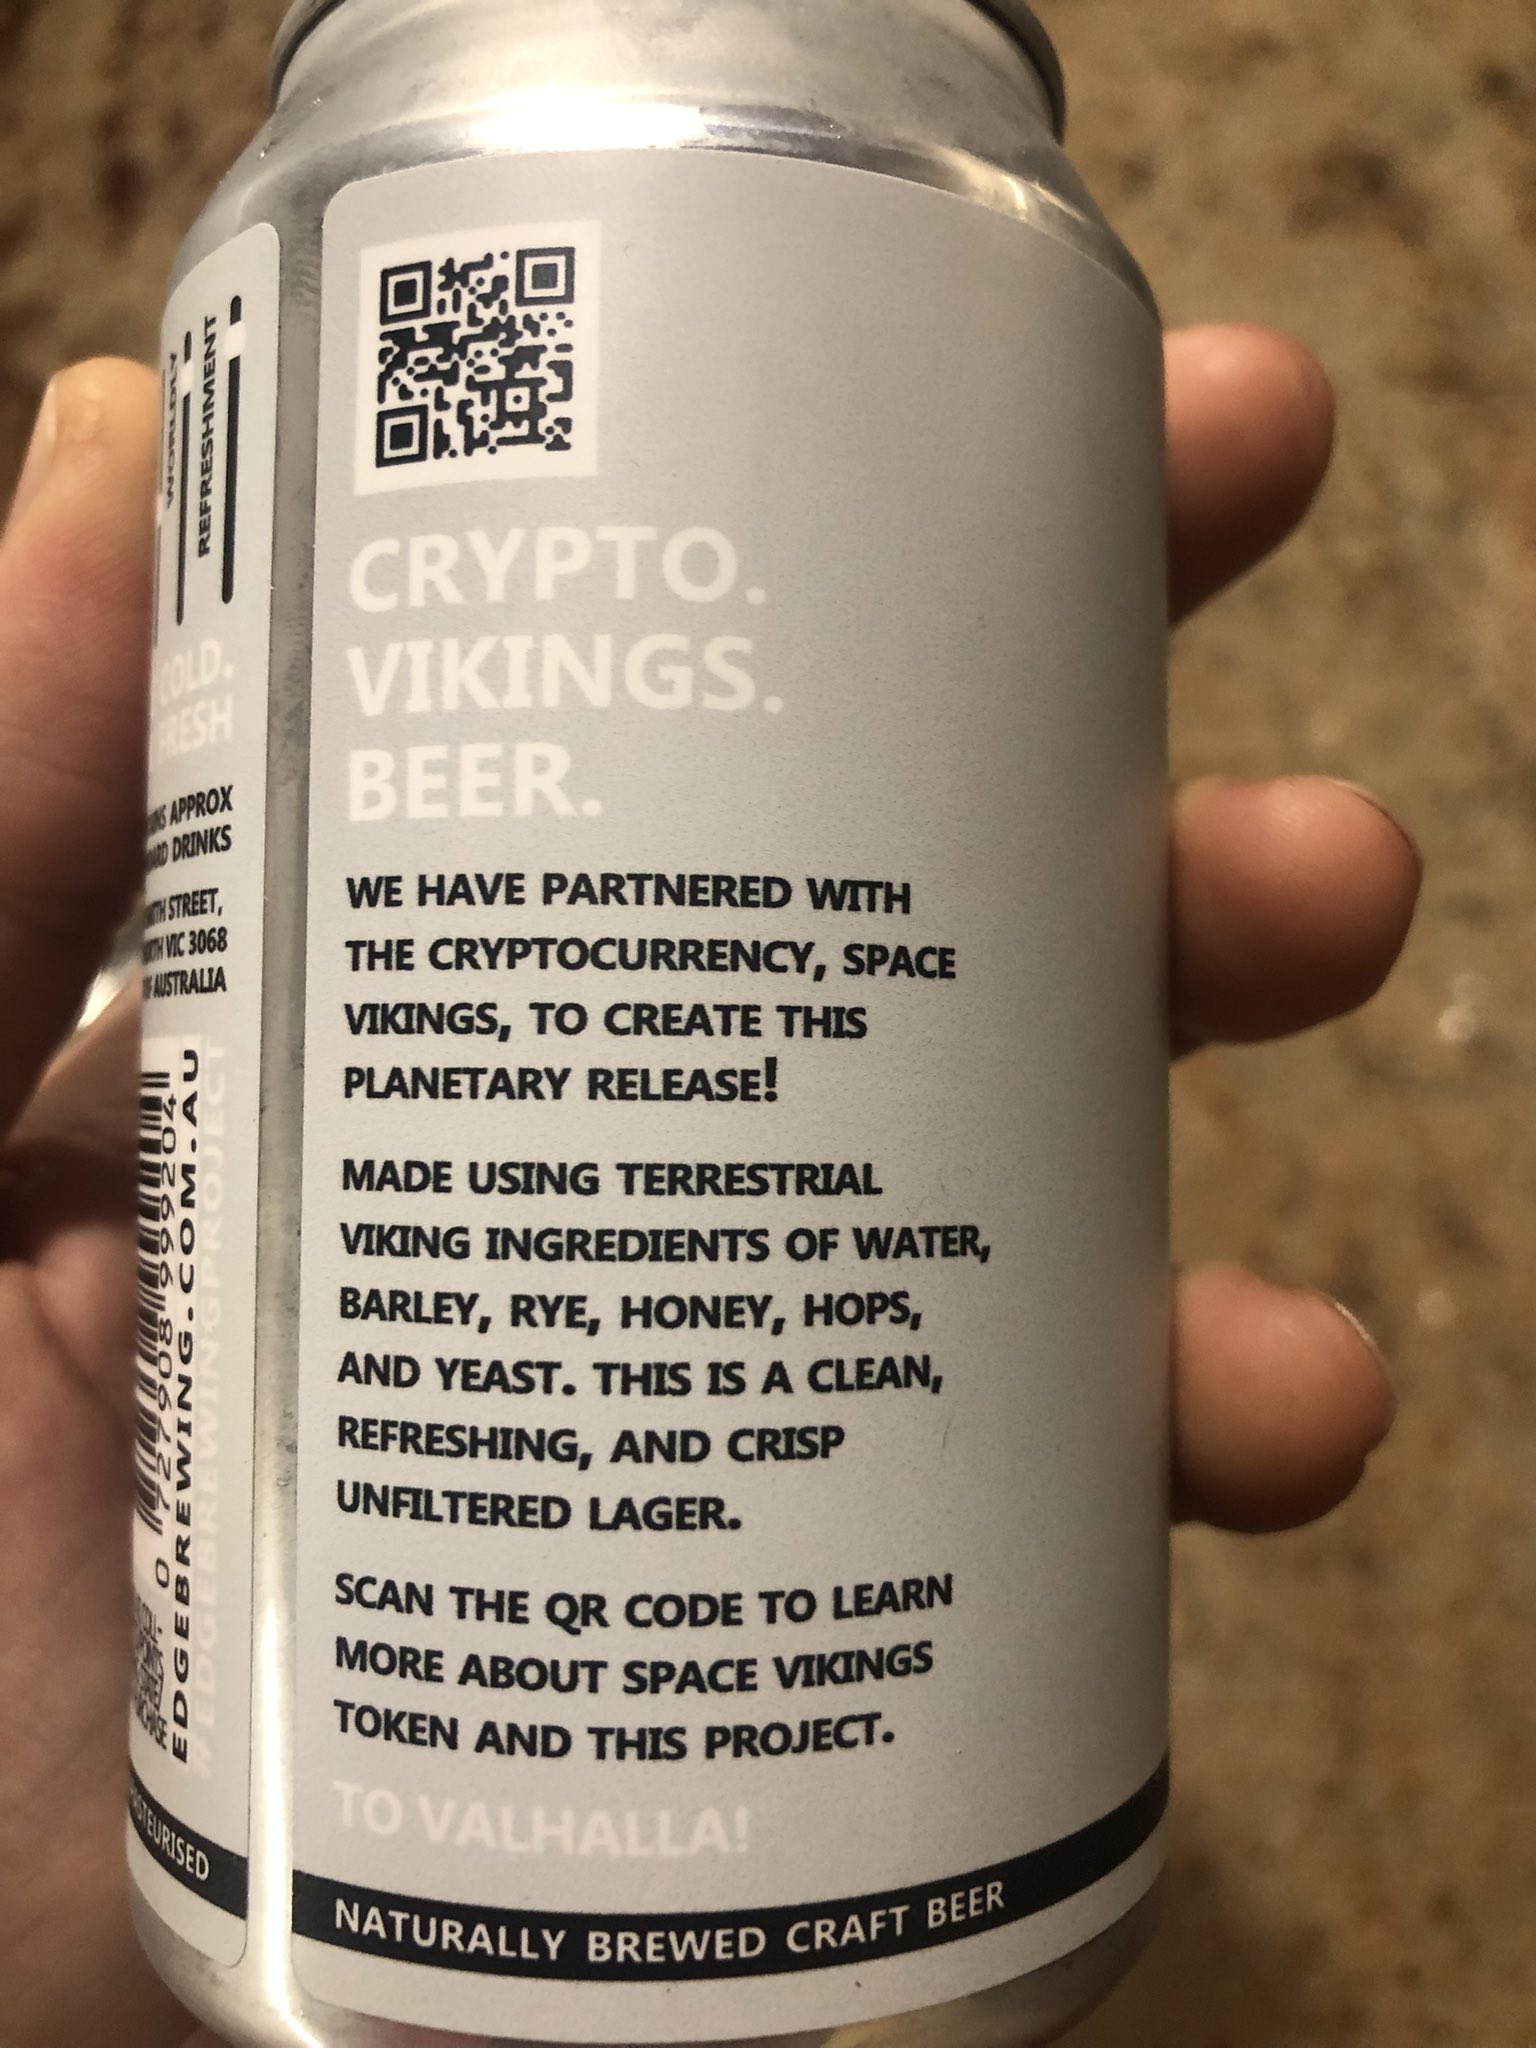 WORLDLY
REFRESHMENT
COLD.
FRESH
APPROX
DRINKS
STREET,
VIC 3068
AUSTRALIA
0 72790899204
EDGEBREWING.COM.AU
EDGEBREWINGPROJECT
CRYPTO.
VIKINGS.
BEER.
WE HAVE PARTNERED WITH
THE CRYPTOCURRENCY, SPACE
VIKINGS, TO CREATE THIS
PLANETARY RELEASE!
MADE USING TERRESTRIAL
VIKING INGREDIENTS OF WATER,
BARLEY, RYE, HONEY, HOPS,
AND YEAST. THIS IS A CLEAN,
REFRESHING, AND CRISP
UNFILTERED LAGER.
SCAN THE QR CODE TO LEARN
MORE ABOUT SPACE VIKINGS
TOKEN AND THIS PROJECT.
TO VALHALLA!
NATURALLY BREWED CRAFT BEER